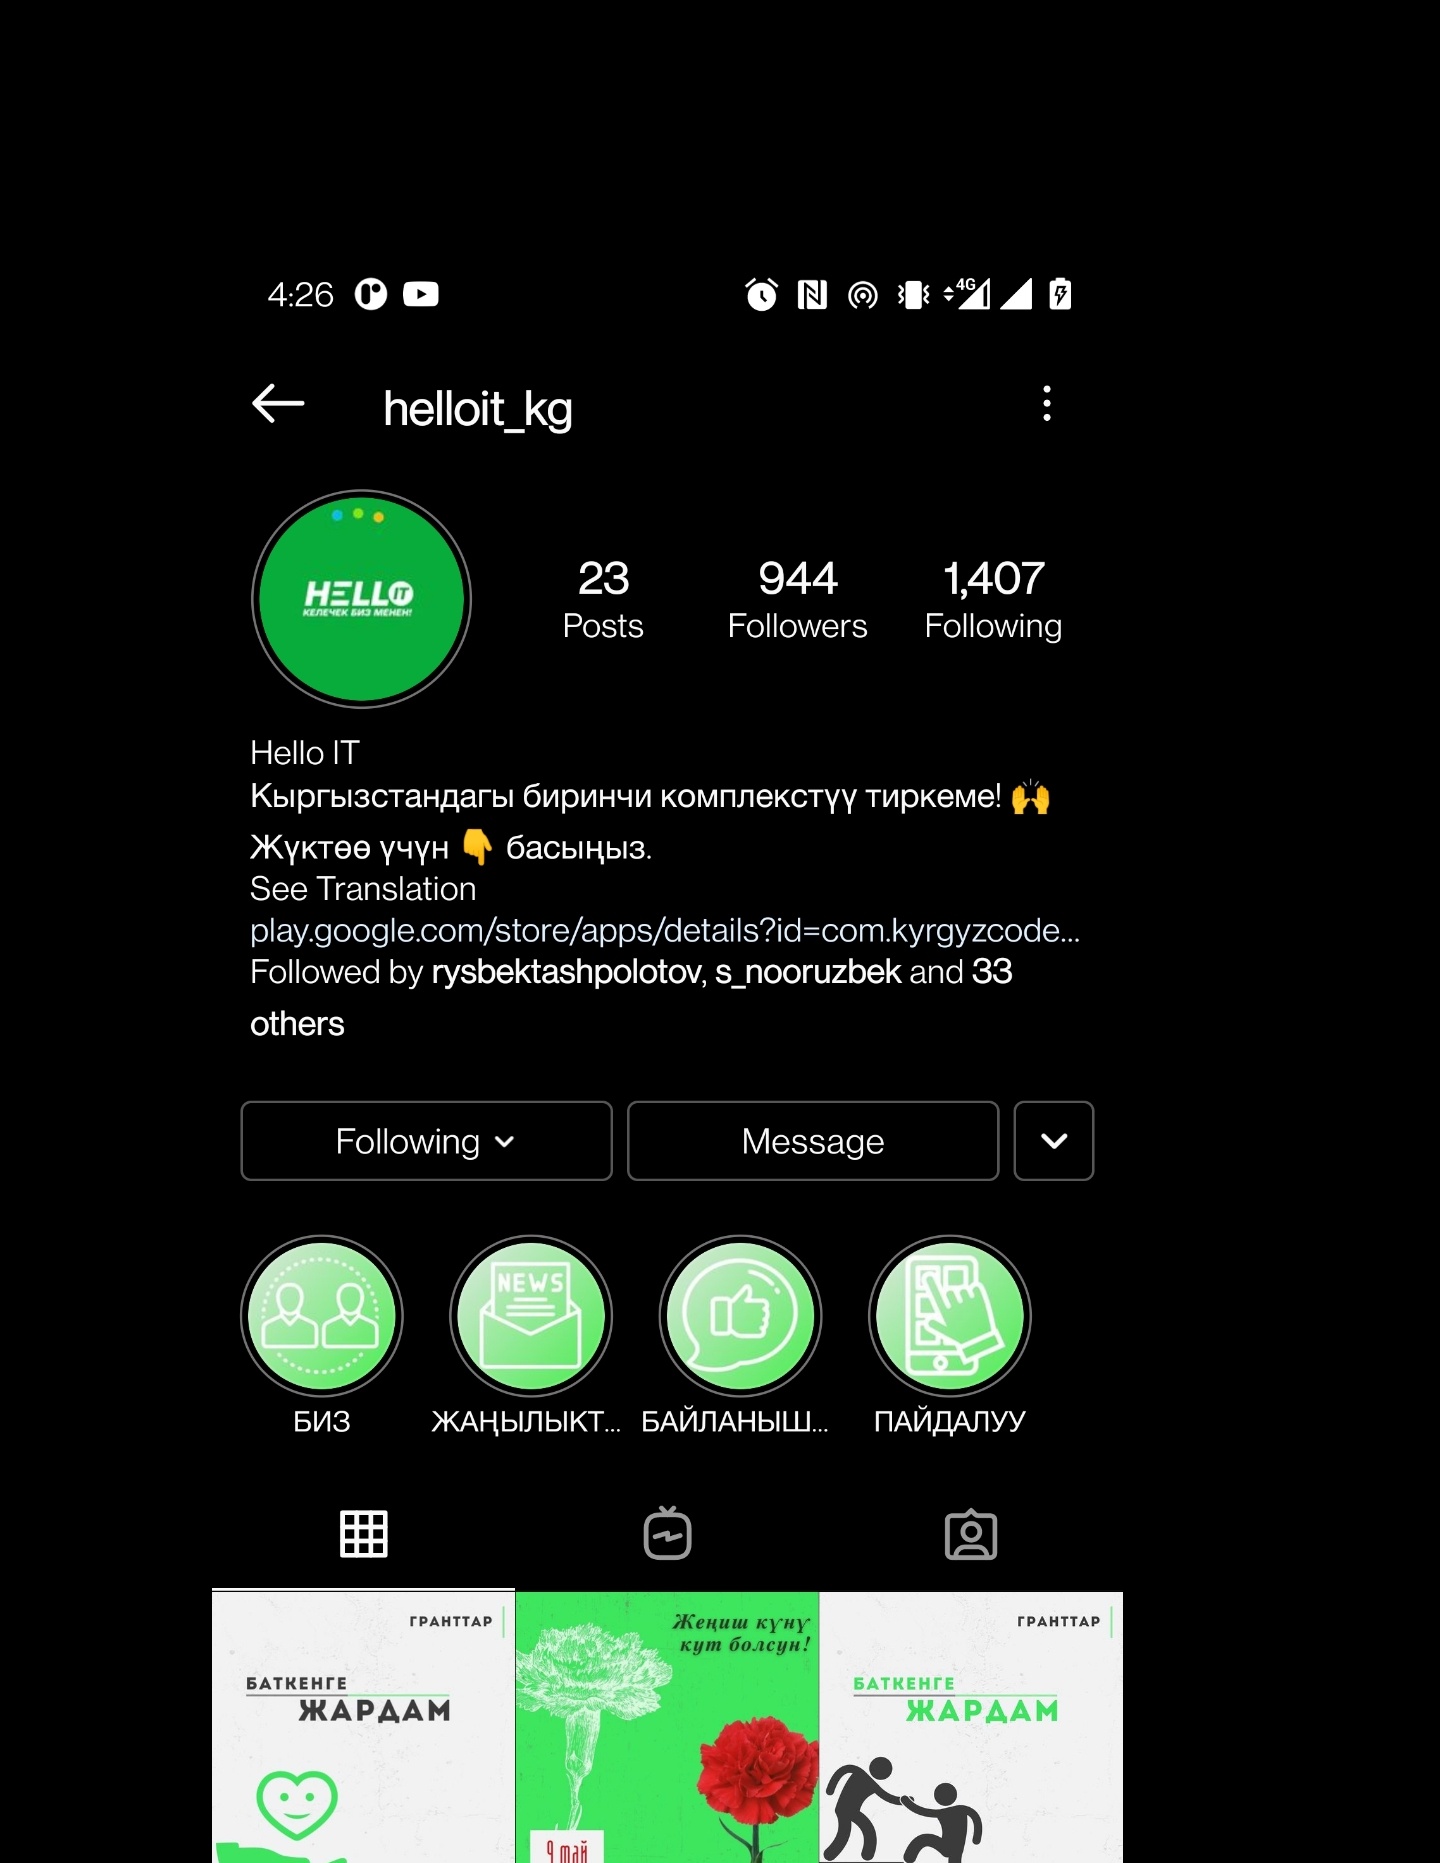 4:26
4G
helloit_kg
HELLO IT
КЕЛЕЧЕК БИЗ МЕНЕН!
23 944 1,407
Posts Followers Following
Hello IT
Кыргызстандагы биринчи комплекстүү тиркеме! 🙌
Жүктөө үчүн 👇 басыңыз.
See Translation
play.google.com/store/apps/details?id=com.kyrgyzcode...
Followed by rysbektashpolotov, s_nooruzbek and 33
others
Following Message
NEWS
БИЗ ЖАҢЫЛЫКТ... БАЙЛАНЫШ... ПАЙДАЛУУ
ГРАНТТАР
БАТКЕНГЕ
ЖАРДАМ
Жеңиш күнү
кут болсун!
9 май
ГРАНТТАР
БАТКЕНГЕ
ЖАРДАМ